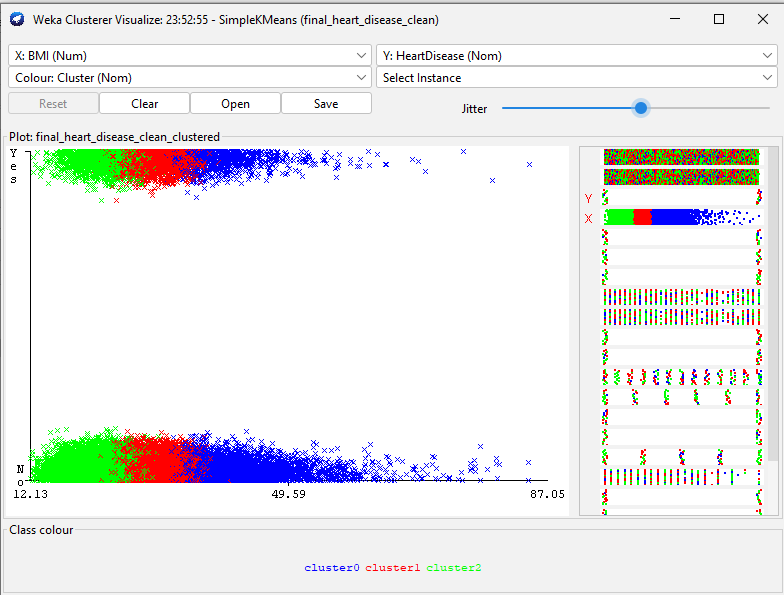 Weka Clusterer Visualize: 23:52:55 - SimpleKMeans (final_heart_disease_clean)
X: BMI (Num)
Y: HeartDisease (Nom)
Colour: Cluster (Nom)
Select Instance
Reset
Clear
Open
Save
Jitter
Plot: final_heart_disease_clean_clustered
Yes
No
12.13
49.59
87.05
Y
X
Class colour
cluster0 cluster1 cluster2